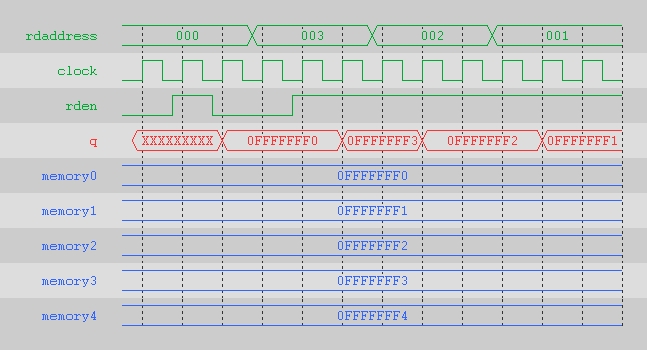 rdaddress 000 003 002 001
clock
rden
q XXXXXXXXX 0FFFFFFF0 0FFFFFFF3 0FFFFFFF2 0FFFFFFF1
memory0 0FFFFFFF0
memory1 0FFFFFFF1
memory2 0FFFFFFF2
memory3 0FFFFFFF3
memory4 0FFFFFFF4